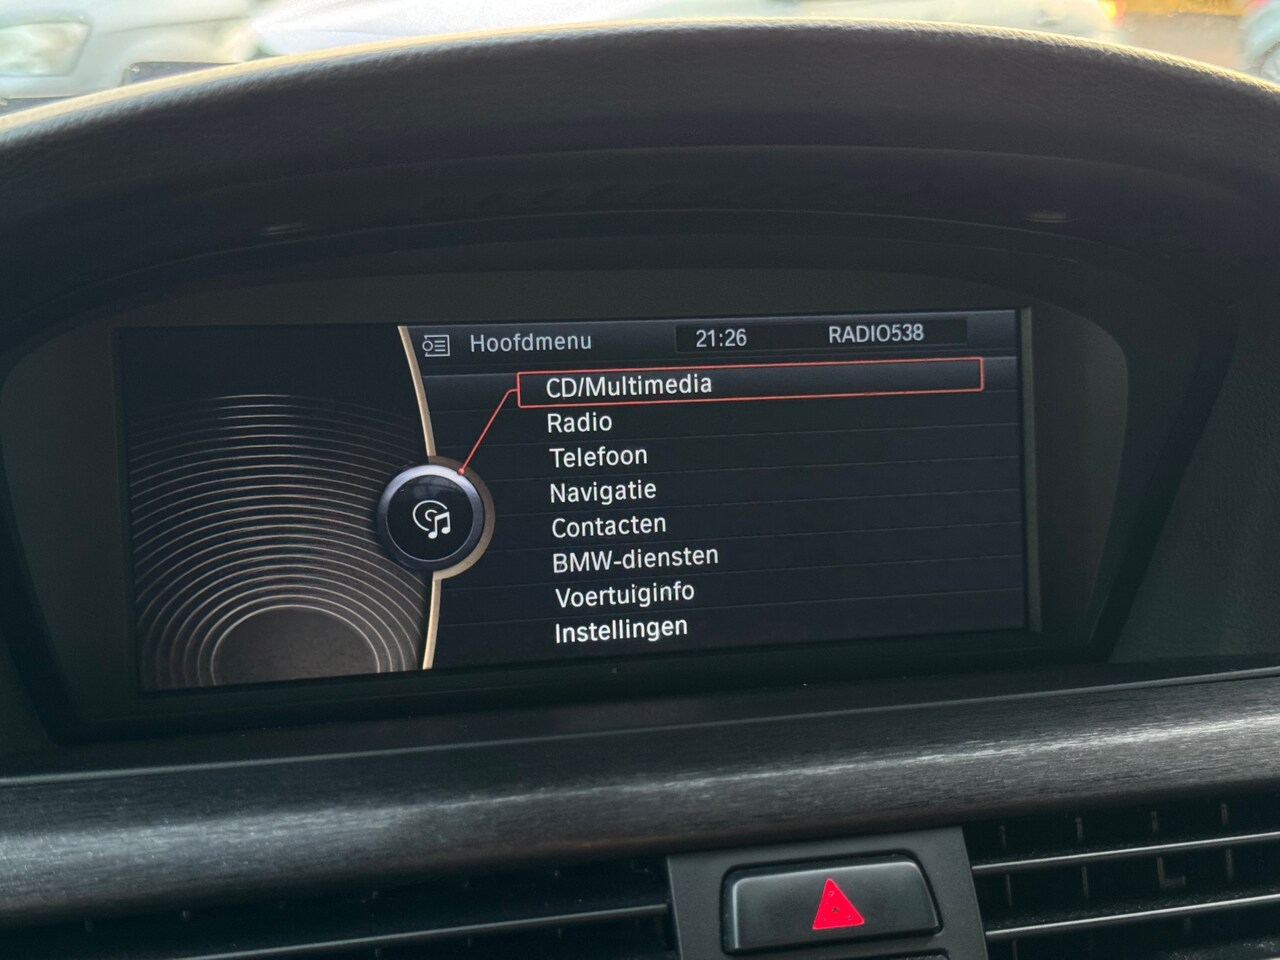 Hoofdmenu 21:26 RADIO538
CD/Multimedia
Radio
Telefoon
Navigatie
Contacten
BMW-diensten
Voertuiginfo
Instellingen